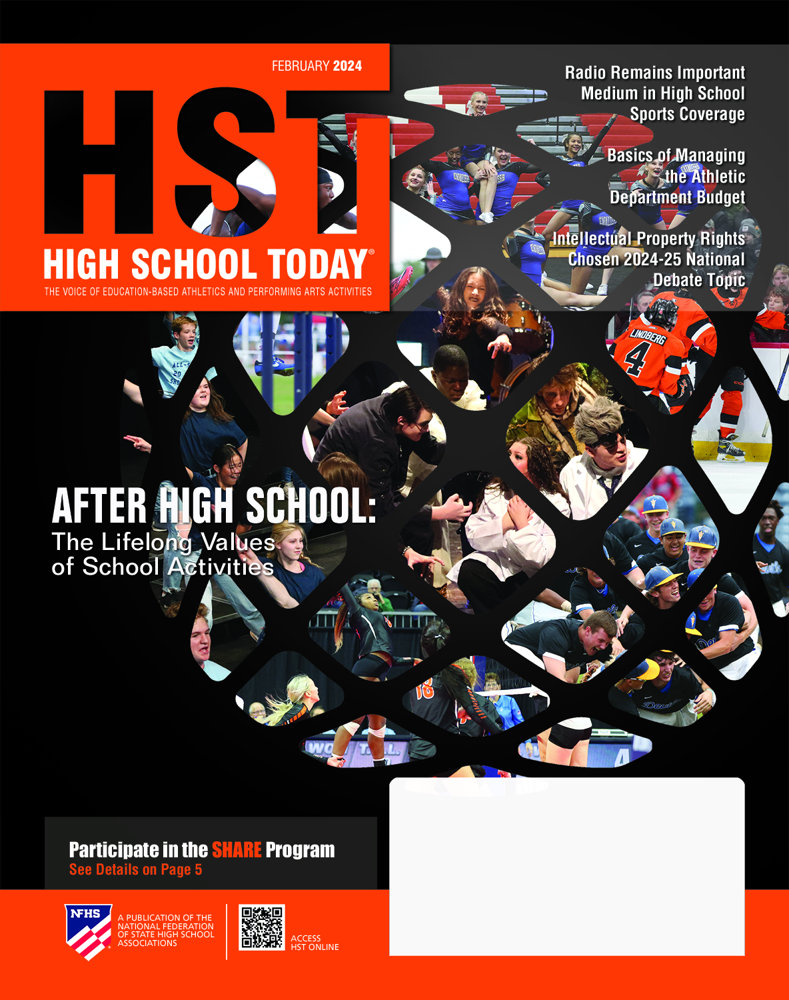 FEBRUARY 2024
HST
HIGH SCHOOL TODAY®
THE VOICE OF EDUCATION-BASED ATHLETICS AND PERFORMING ARTS ACTIVITIES
Radio Remains Important
Medium in High School
Sports Coverage
Basics of Managing
the Athletic
Department Budget
Intellectual Property Rights
Chosen 2024-25 National
Debate Topic
LINDBERG
4
ALL-S
20
SHO
AFTER HIGH SCHOOL:
The Lifelong Values
of School Activities
18
Participate in the SHARE Program
See Details on Page 5
NFHS
A PUBLICATION OF THE
NATIONAL FEDERATION
OF STATE HIGH SCHOOL
ASSOCIATIONS
ACCESS
HST ONLINE